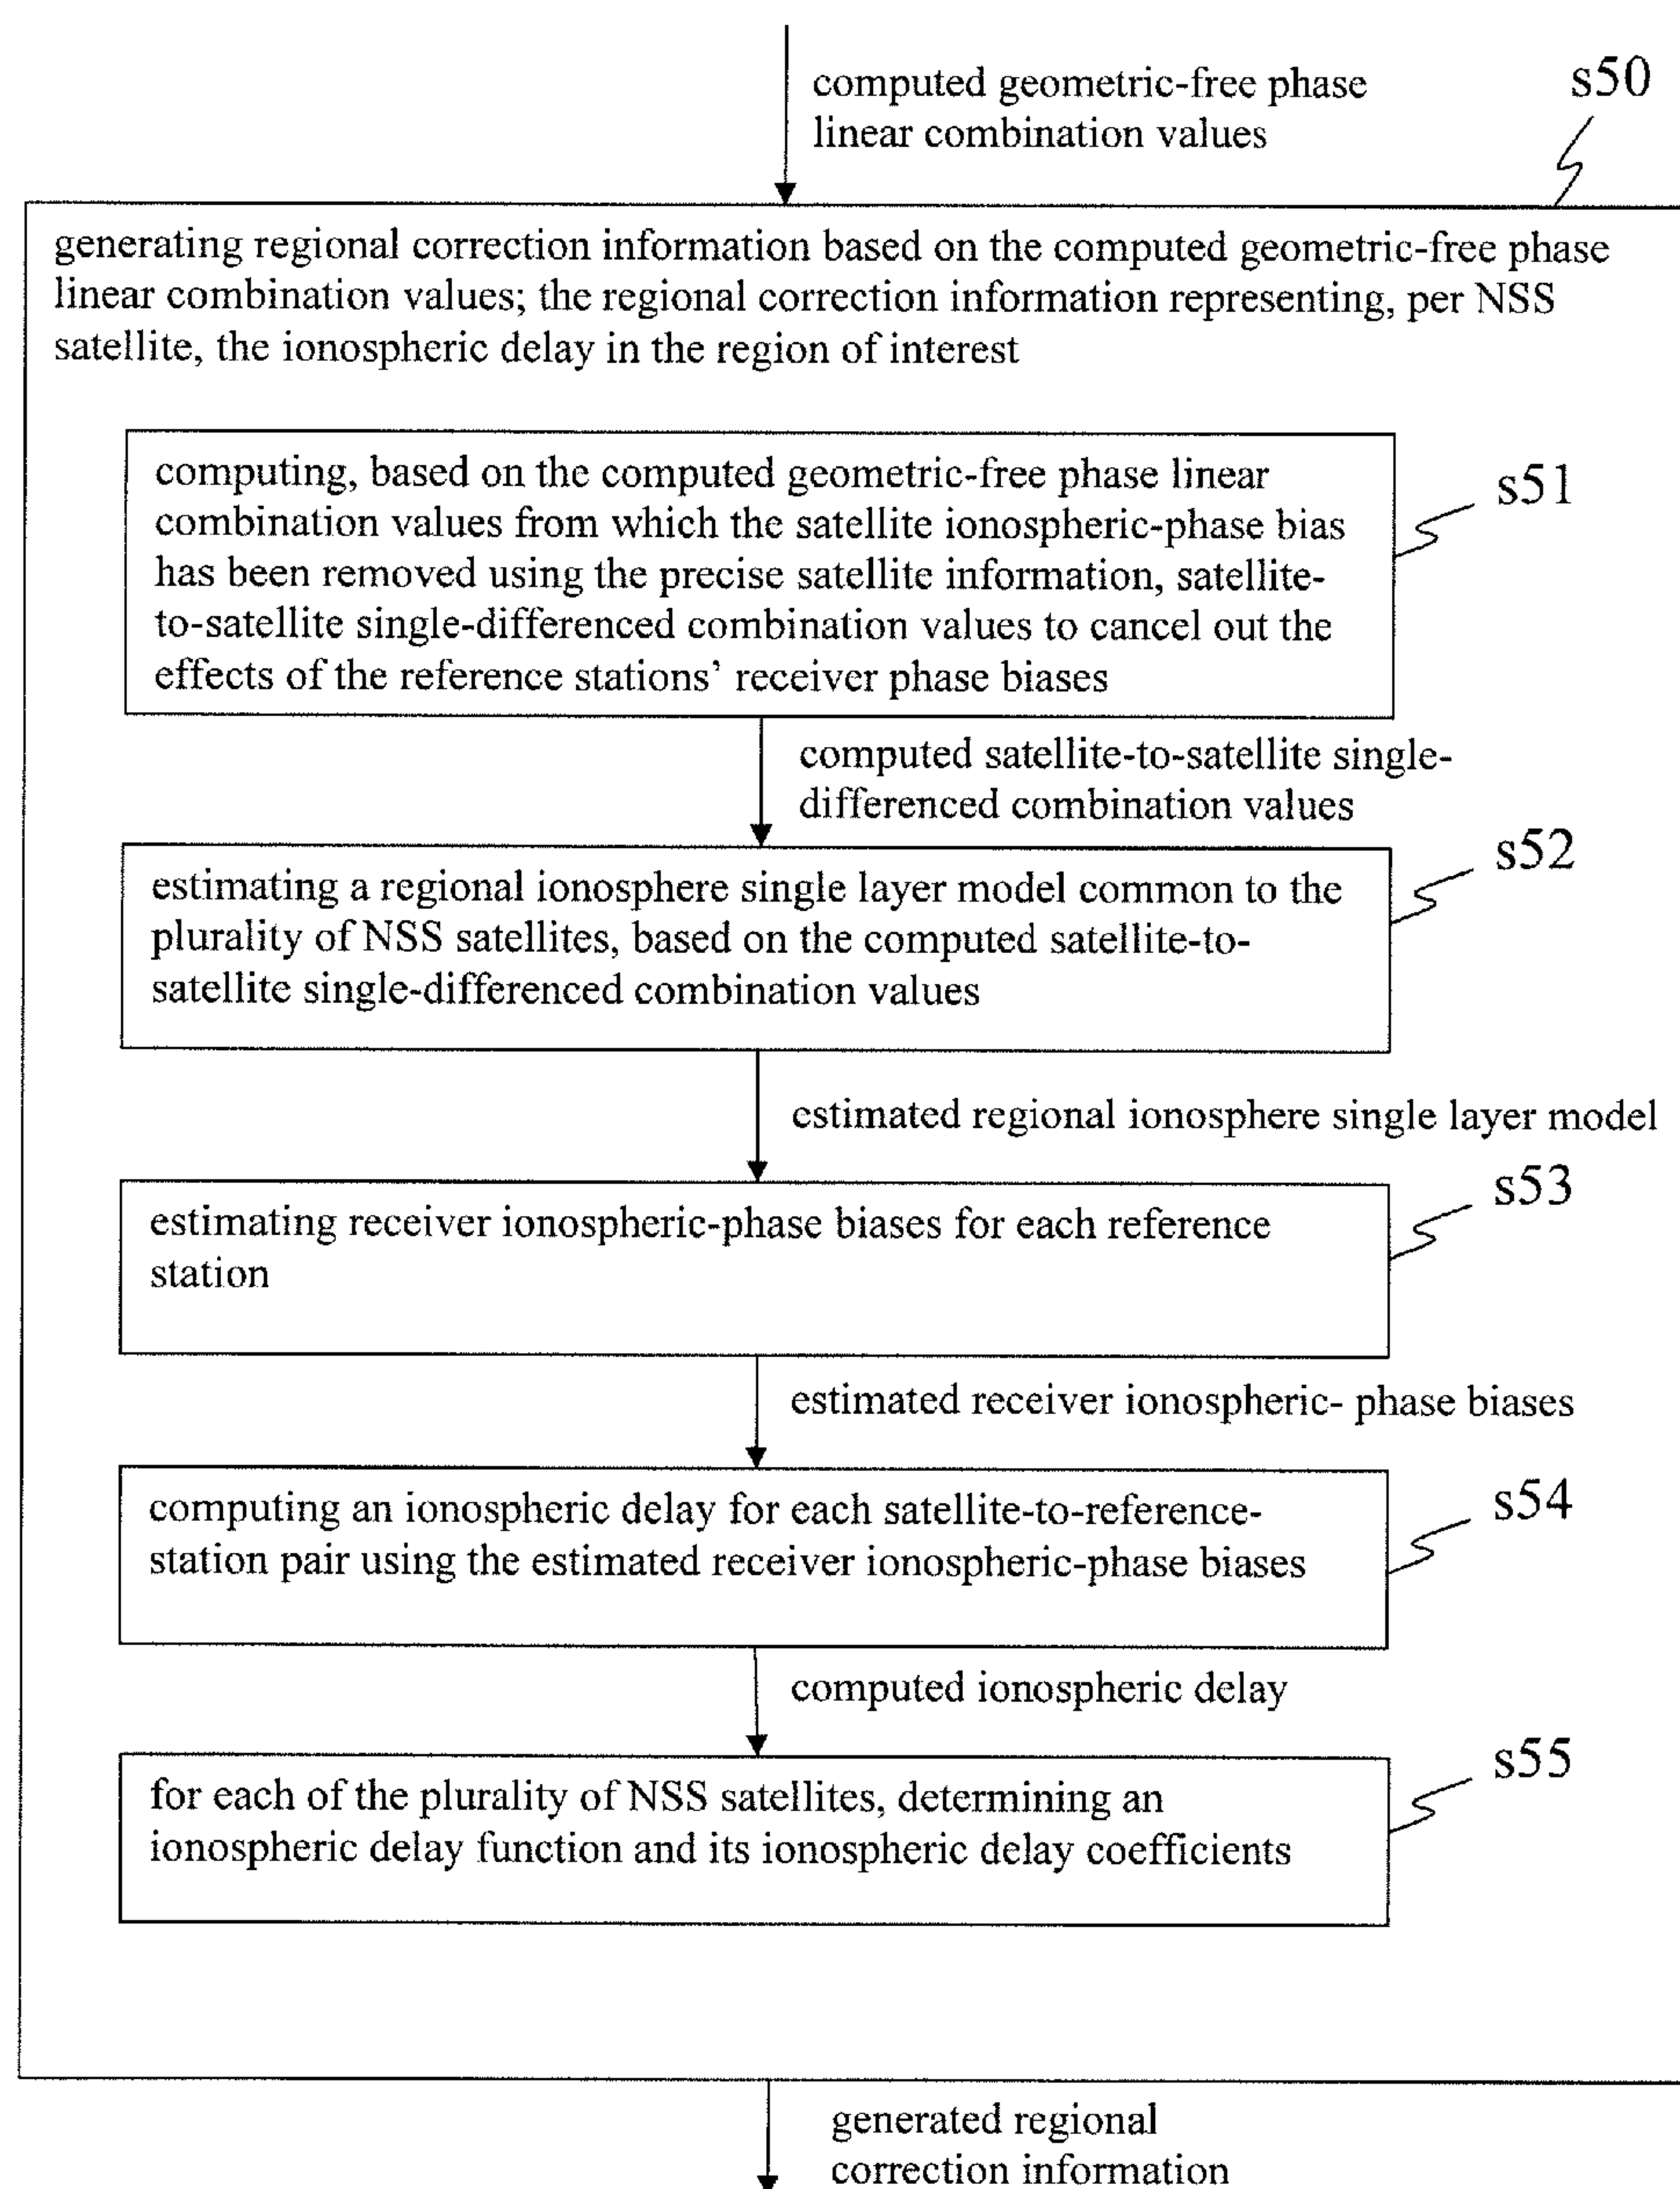 computed geometric-free phase
linear combination values
s50
generating regional correction information based on the computed geometric-free phase
linear combination values; the regional correction information representing, per NSS
satellite, the ionospheric delay in the region of interest
computing, based on the computed geometric-free phase linear
combination values from which the satellite ionospheric-phase bias
has been removed using the precise satellite information, satellite-
to-satellite single-differenced combination values to cancel out the
effects of the reference stations’ receiver phase biases
s51
computed satellite-to-satellite single-
differenced combination values
s52
estimating a regional ionosphere single layer model common to the
plurality of NSS satellites, based on the computed satellite-to-
satellite single-differenced combination values
estimated regional ionosphere single layer model
s53
estimating receiver ionospheric-phase biases for each reference
station
estimated receiver ionospheric- phase biases
s54
computing an ionospheric delay for each satellite-to-reference-
station pair using the estimated receiver ionospheric-phase biases
computed ionospheric delay
s55
for each of the plurality of NSS satellites, determining an
ionospheric delay function and its ionospheric delay coefficients
generated regional
correction information